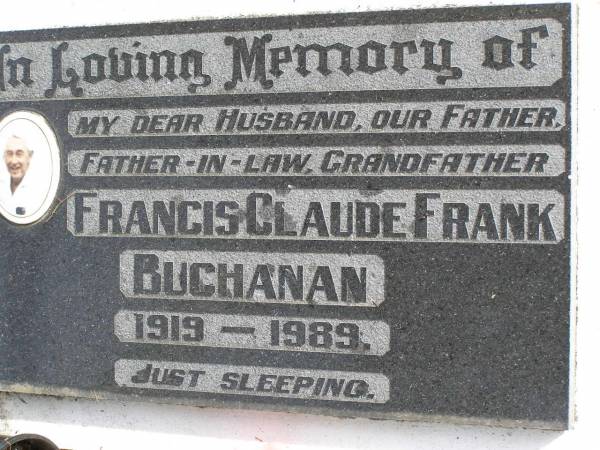 In Loving Memory of
MY DEAR HUSBAND, OUR FATHER,
FATHER-IN-LAW, GRANDFATHER
FRANCIS CLAUDE FRANK
BUCHANAN
1919 — 1989.
JUST SLEEPING.